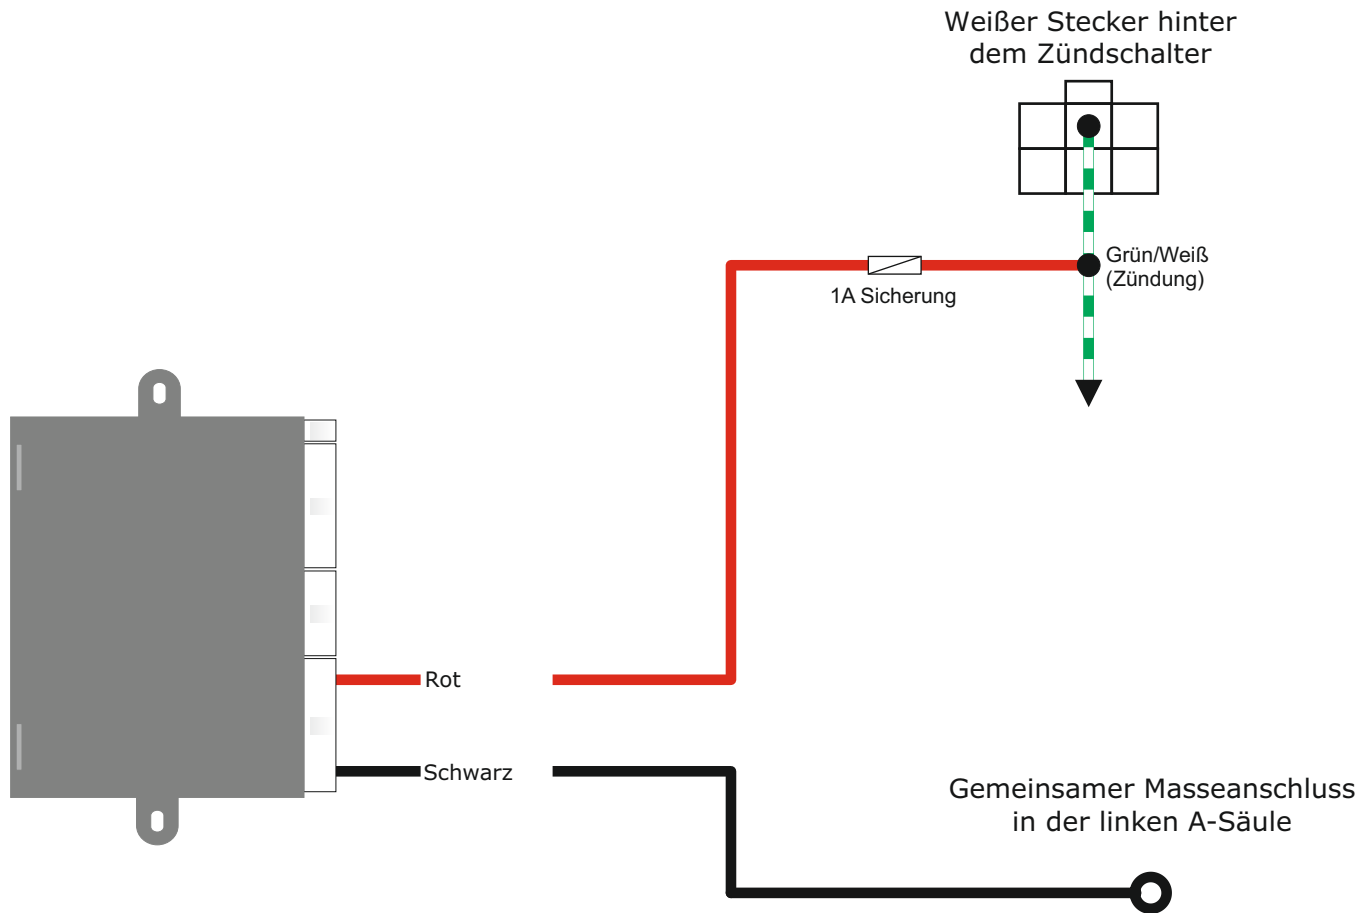 Weißer Stecker hinter
dem Zündschalter
Grün/Weiß
(Zündung)
1A Sicherung
Rot
Schwarz
Gemeinsamer Masseanschluss
in der linken A-Säule